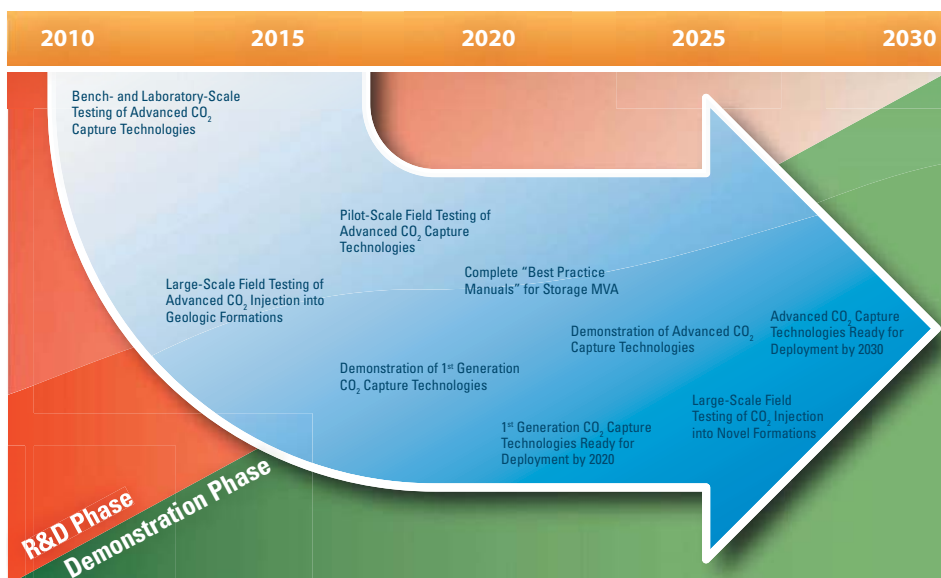 2010 2015 2020 2025 2030
Bench- and Laboratory-Scale
Testing of Advanced CO₂
Capture Technologies
Pilot-Scale Field Testing of
Advanced CO₂ Capture
Technologies
Large-Scale Field Testing of
Advanced CO₂ Injection into
Geologic Formations
Complete “Best Practice
Manuals” for Storage MVA
Demonstration of Advanced CO₂
Capture Technologies
Advanced CO₂ Capture
Technologies Ready for
Deployment by 2030
Demonstration of 1st Generation
CO₂ Capture Technologies
1st Generation CO₂ Capture
Technologies Ready for
Deployment by 2020
Large-Scale Field
Testing of CO₂ Injection
into Novel Formations
R&D Phase
Demonstration Phase